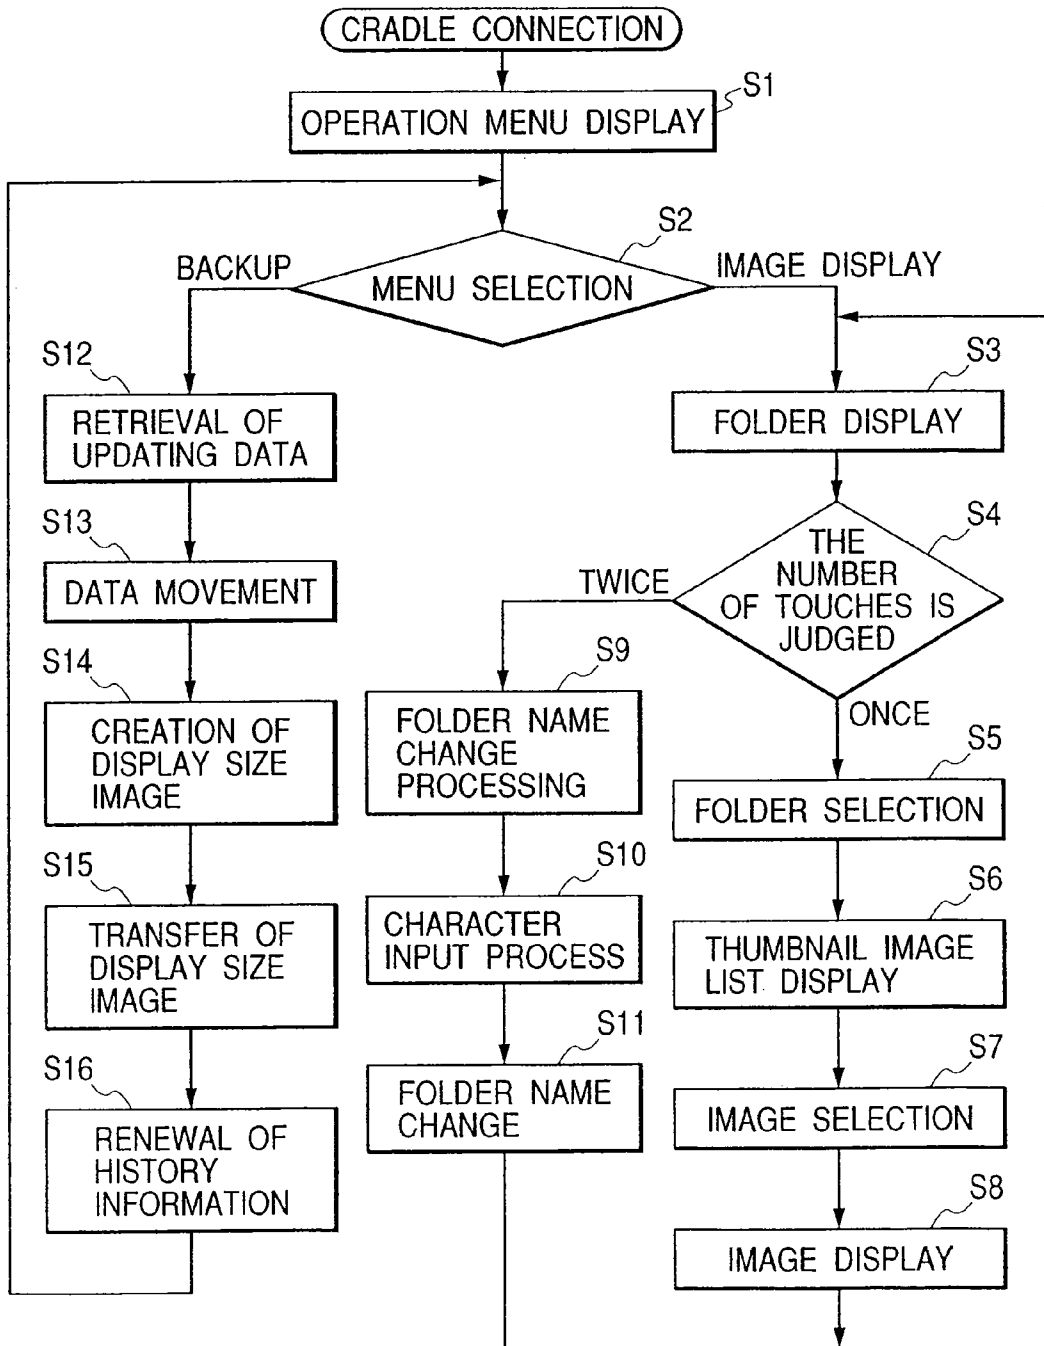 CRADLE CONNECTION
S1
OPERATION MENU DISPLAY
S2
BACKUP
MENU SELECTION
IMAGE DISPLAY
S12
RETRIEVAL OF
UPDATING DATA
S13
DATA MOVEMENT
S14
CREATION OF
DISPLAY SIZE
IMAGE
S15
TRANSFER OF
DISPLAY SIZE
IMAGE
S16
RENEWAL OF
HISTORY
INFORMATION
S3
FOLDER DISPLAY
S4
THE
NUMBER
OF TOUCHES IS
JUDGED
TWICE
ONCE
S9
FOLDER NAME
CHANGE
PROCESSING
S10
CHARACTER
INPUT PROCESS
S11
FOLDER NAME
CHANGE
S5
FOLDER SELECTION
S6
THUMBNAIL IMAGE
LIST DISPLAY
S7
IMAGE SELECTION
S8
IMAGE DISPLAY